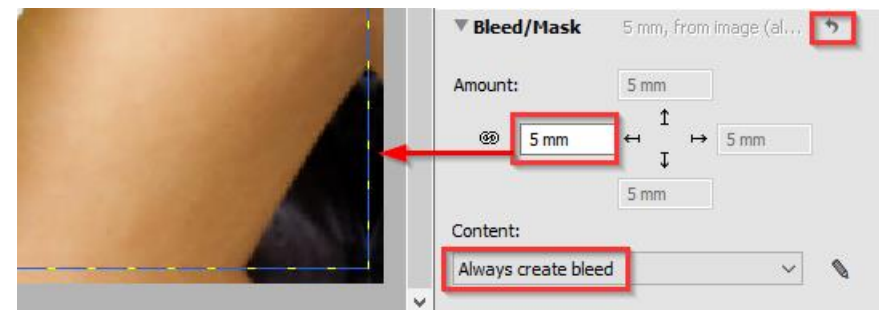 Bleed/Mask 5 mm, from image (al...
Amount:
5 mm
5 mm
5 mm
5 mm
Content:
Always create bleed